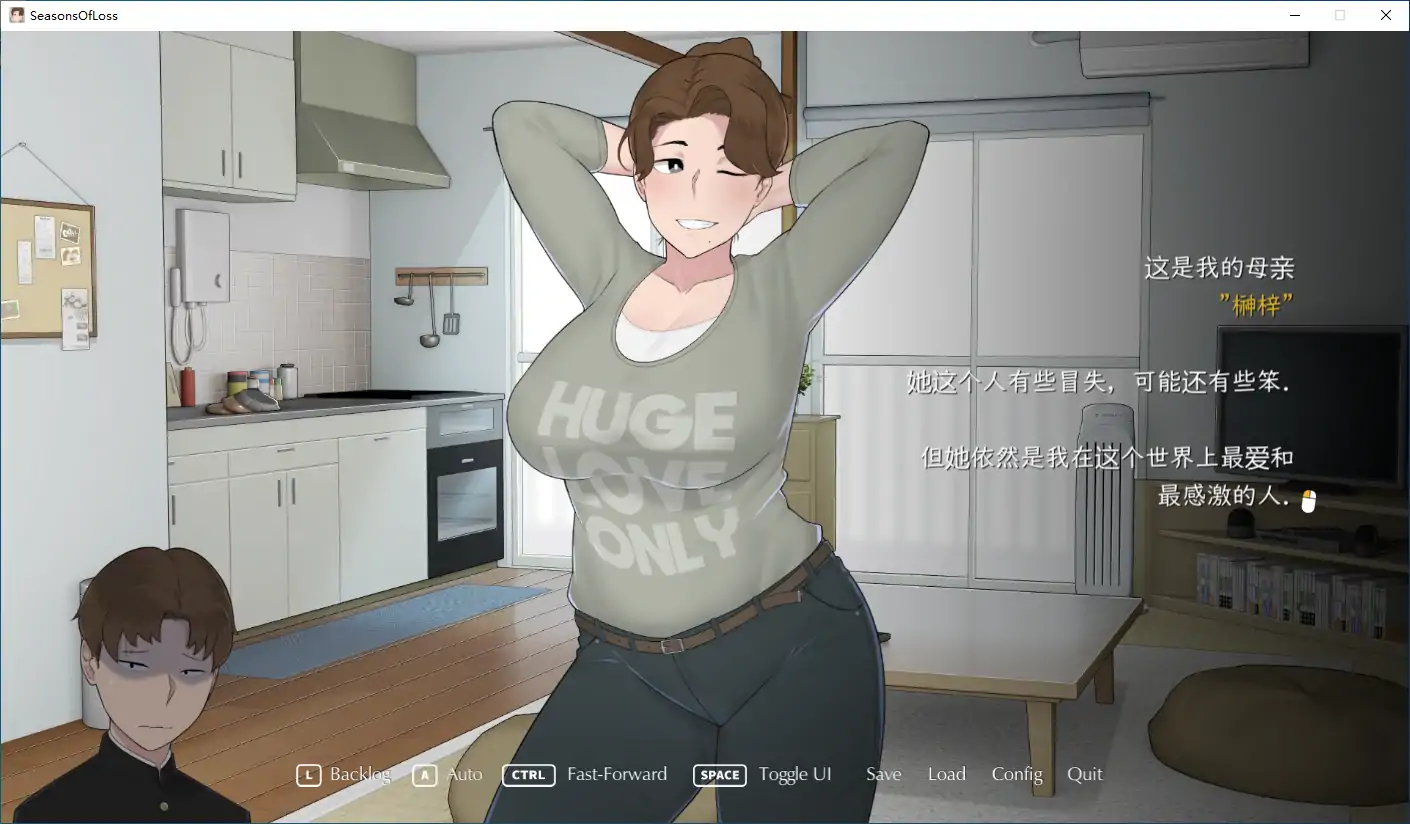 SeasonsOfLoss
这是我的母亲
"榊梓"
她这个人有些冒失，可能还有些笨.
但她依然是我在这个世界上最爱和
最感激的人.
HUGE
LOVE
ONLY
L Backlog A Auto CTRL Fast-Forward SPACE Toggle UI Save Load Config Quit